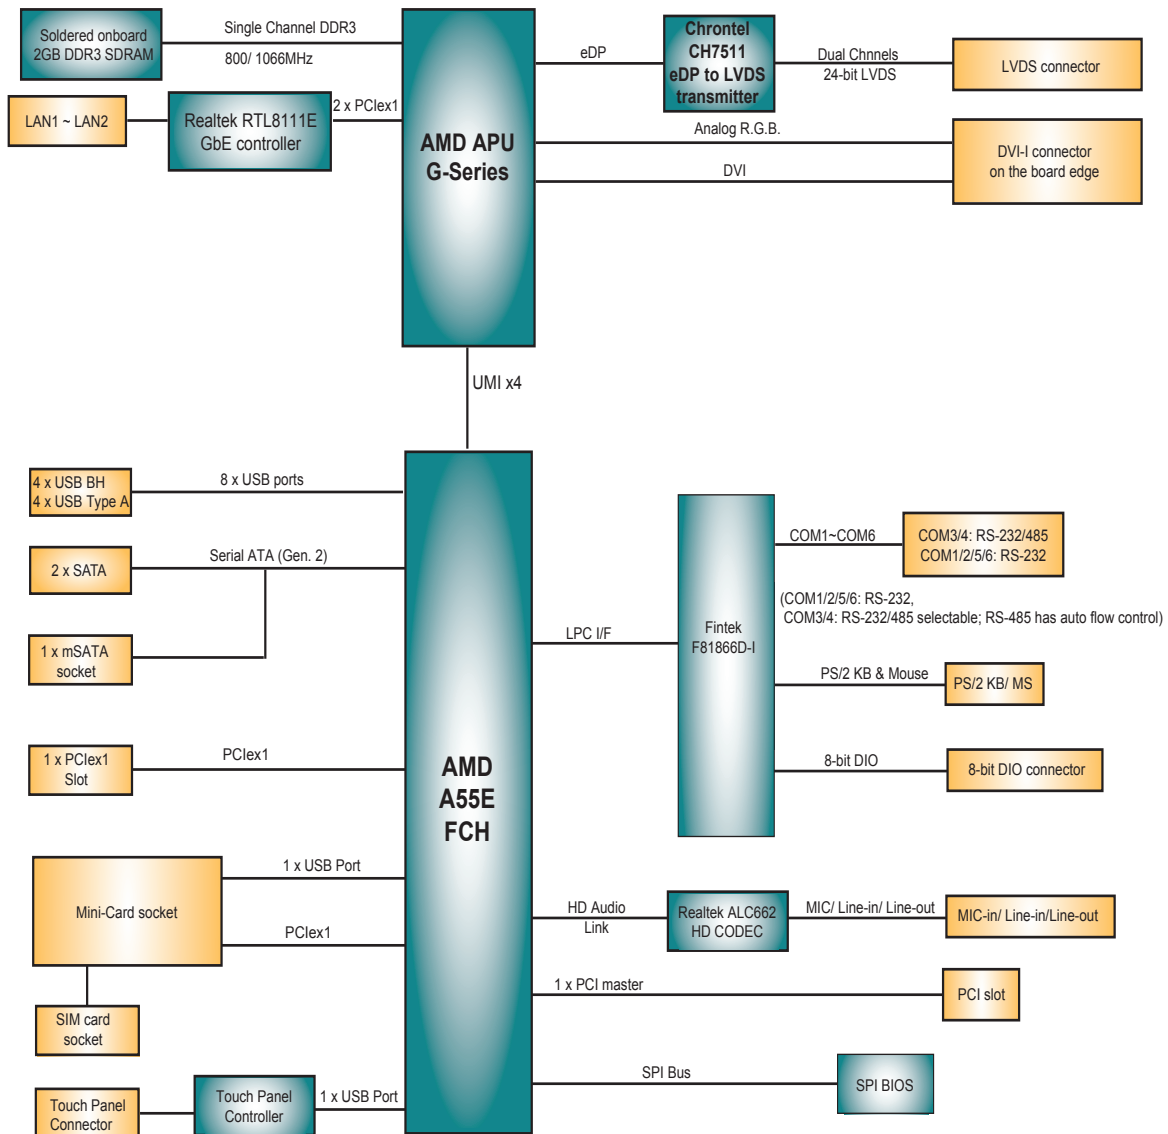 Soldered onboard
2GB DDR3 SDRAM
Single Channel DDR3
800/ 1066MHz
LAN1 ~ LAN2
Realtek RTL8111E
GbE controller
2 x PCIex1
AMD APU
G-Series
eDP
Chrontel
CH7511
eDP to LVDS
transmitter
Dual Chnnels
24-bit LVDS
LVDS connector
Analog R.G.B.
DVI
DVI-I connector
on the board edge
UMI x4
4 x USB BH
4 x USB Type A
8 x USB ports
2 x SATA
Serial ATA (Gen. 2)
1 x mSATA
socket
1 x PCIex1
Slot
PCIex1
AMD
A55E
FCH
Mini-Card socket
1 x USB Port
PCIex1
SIM card
socket
Touch Panel
Connector
Touch Panel
Controller
1 x USB Port
LPC I/F
Fintek
F81866D-I
COM1~COM6
COM3/4: RS-232/485
COM1/2/5/6: RS-232
(COM1/2/5/6: RS-232,
COM3/4: RS-232/485 selectable; RS-485 has auto flow control)
PS/2 KB & Mouse
PS/2 KB/ MS
8-bit DIO
8-bit DIO connector
HD Audio
Link
Realtek ALC662
HD CODEC
MIC/ Line-in/ Line-out
MIC-in/ Line-in/Line-out
1 x PCI master
PCI slot
SPI Bus
SPI BIOS